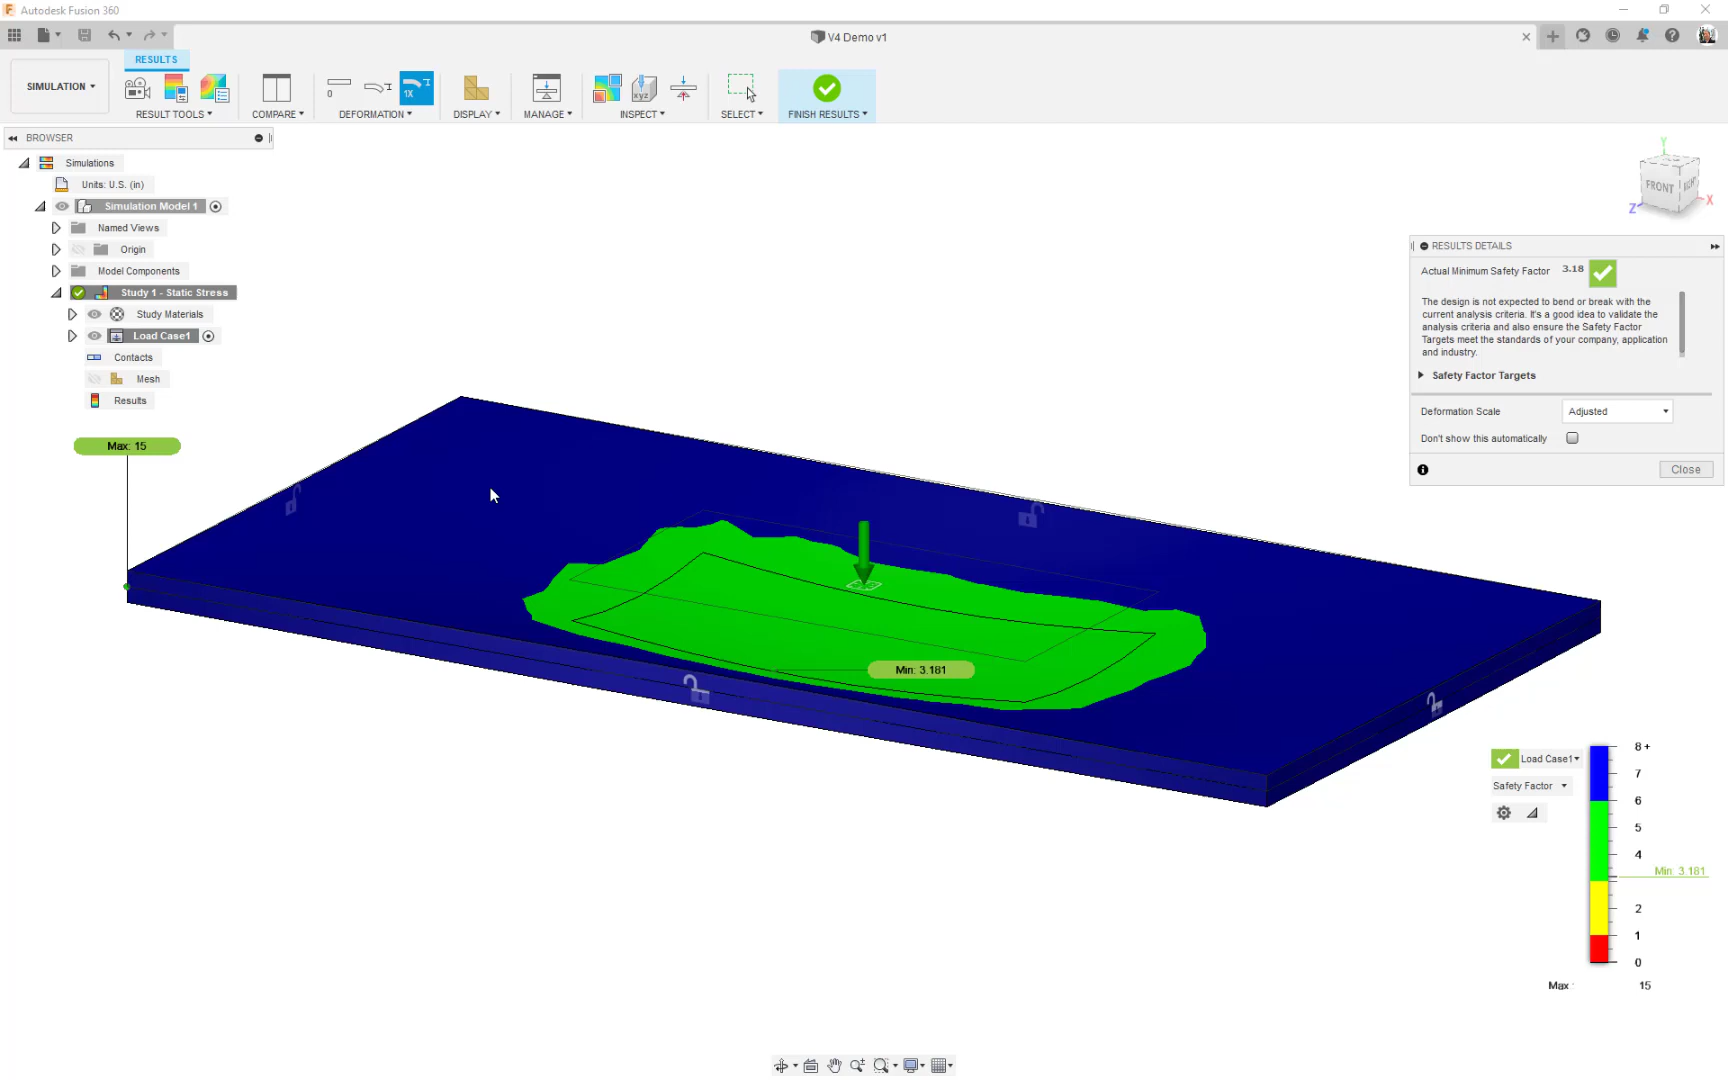 Autodesk Fusion 360
V4 Demo v1
RESULTS
SIMULATION
0
1X
xyz
RESULT TOOLS
COMPARE
DEFORMATION
DISPLAY
MANAGE
INSPECT
SELECT
FINISH RESULTS
BROWSER
Simulations
Units: U.S. (in)
Simulation Model 1
Named Views
Origin
Model Components
Study 1 - Static Stress
Study Materials
Load Case1
Contacts
Mesh
Results
Max: 15
Min: 3.181
Y
FRONT
RIGHT
Z
X
RESULTS DETAILS
Actual Minimum Safety Factor 3.18
The design is not expected to bend or break with the
current analysis criteria. It's a good idea to validate the
analysis criteria and also ensure the Safety Factor
Targets meet the standards of your company, application
and industry.
Safety Factor Targets
Deformation Scale Adjusted
Don't show this automatically
Close
Load Case1
Safety Factor
8 +
7
6
5
4
Min: 3.181
2
1
0
Max : 15